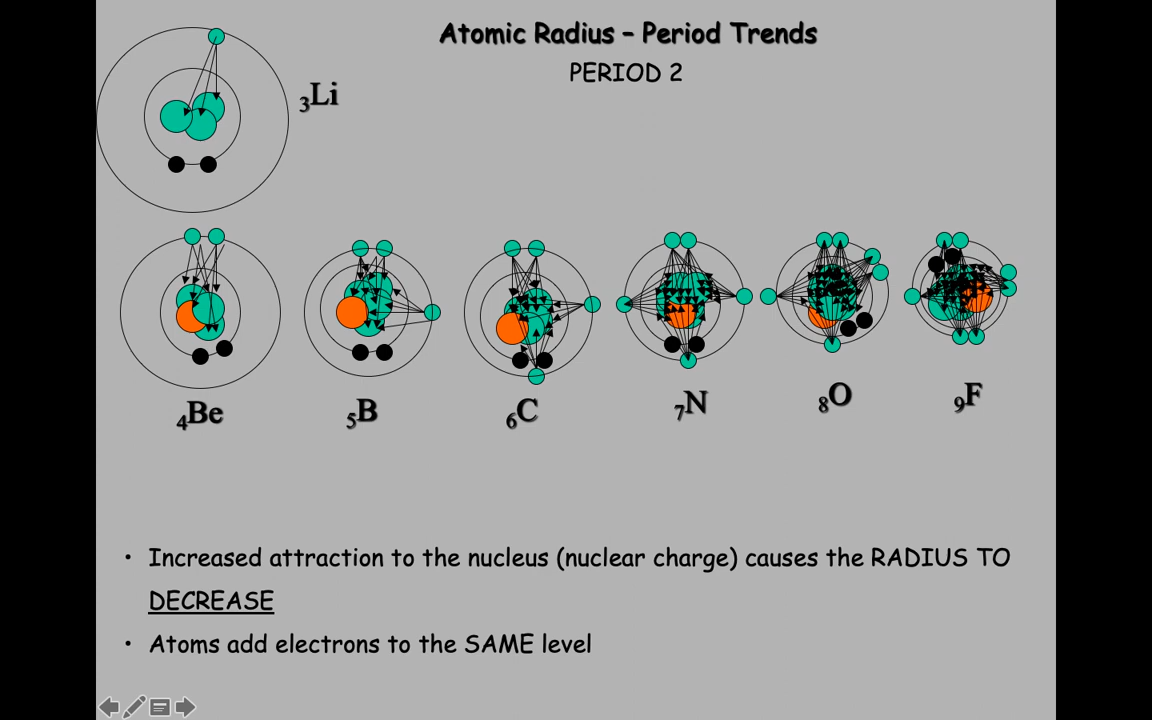 Atomic Radius – Period Trends
PERIOD 2
₃Li
₄Be ₅B ₆C ₇N ₈O ₉F
• Increased attraction to the nucleus (nuclear charge) causes the RADIUS TO
DECREASE
• Atoms add electrons to the SAME level